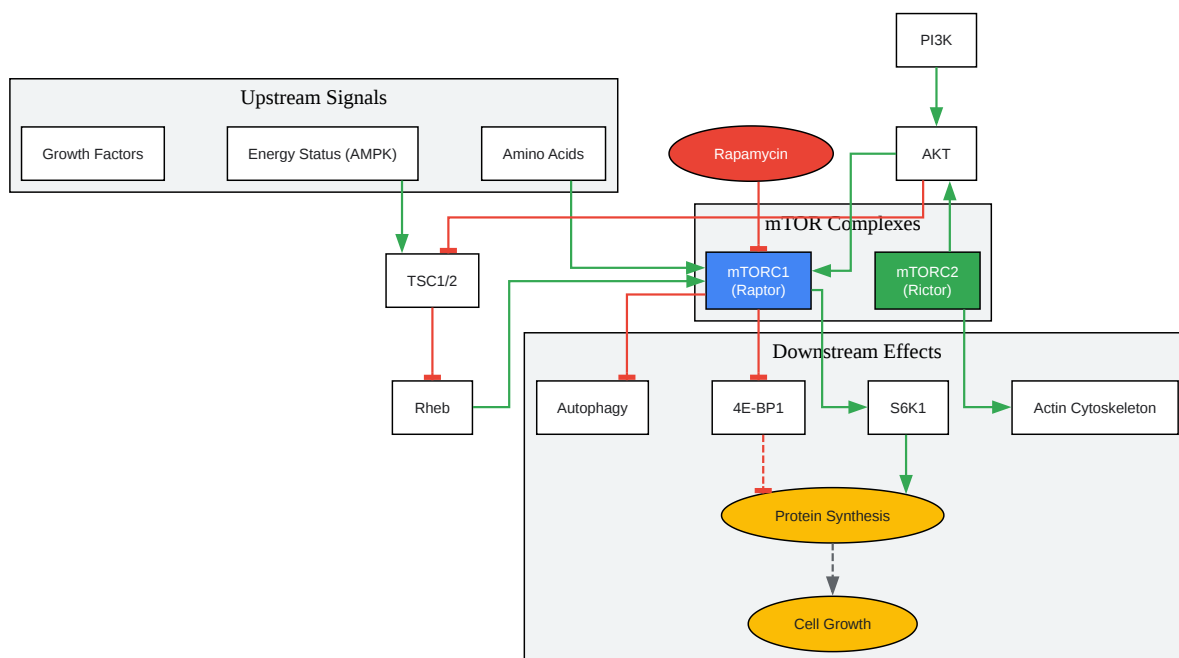 PI3K
Upstream Signals
Growth Factors
Energy Status (AMPK)
Amino Acids
Rapamycin
AKT
mTOR Complexes
TSC1/2
mTORC1
(Raptor)
mTORC2
(Rictor)
Downstream Effects
Rheb
Autophagy
4E-BP1
S6K1
Actin Cytoskeleton
Protein Synthesis
Cell Growth